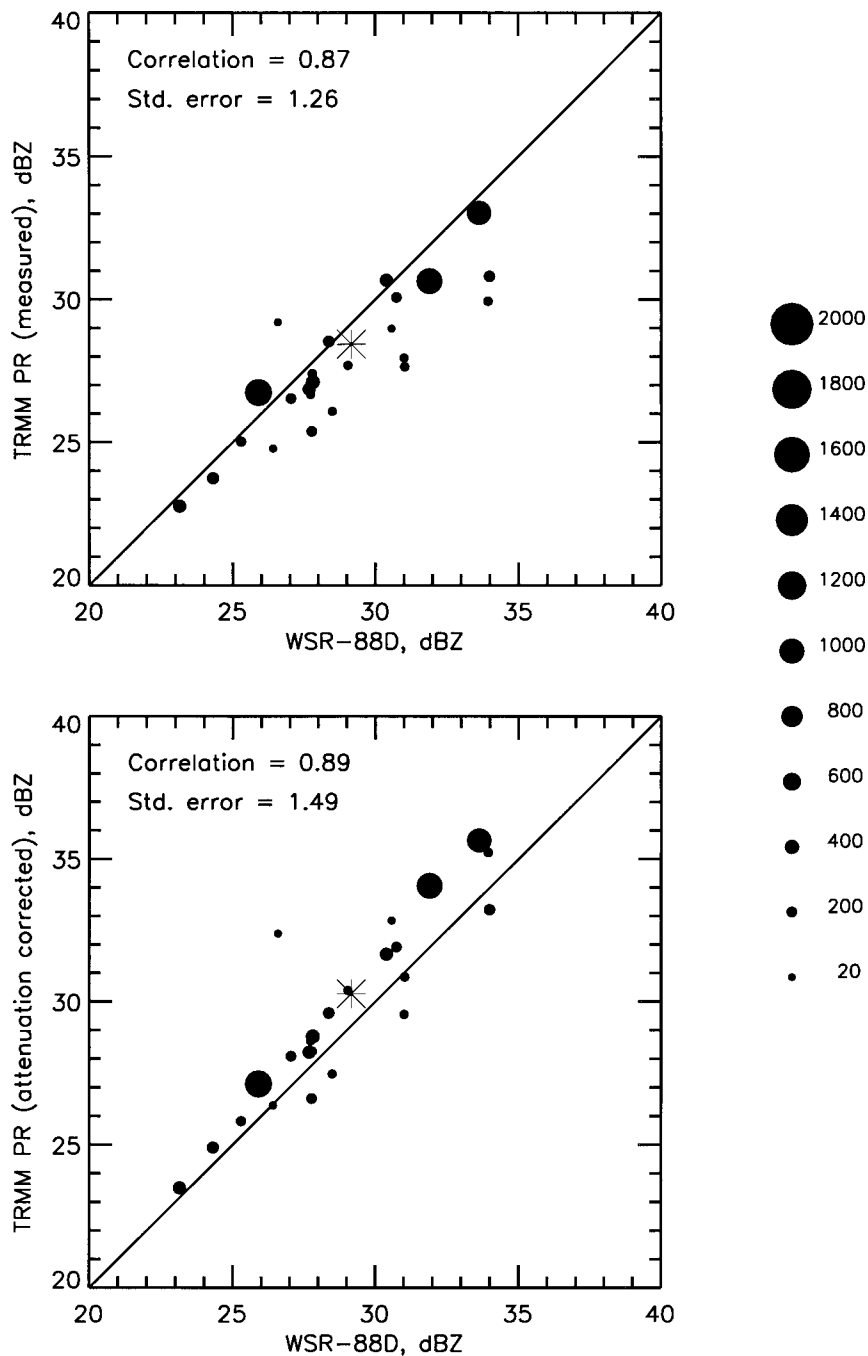 40
Correlation = 0.87
Std. error = 1.26
35
TRMM PR (measured), dBZ
30
25
20
20 25 30 35 40
WSR-88D, dBZ
40
Correlation = 0.89
Std. error = 1.49
35
TRMM PR (attenuation corrected), dBZ
30
25
20
20 25 30 35 40
WSR-88D, dBZ
2000
1800
1600
1400
1200
1000
800
600
400
200
20